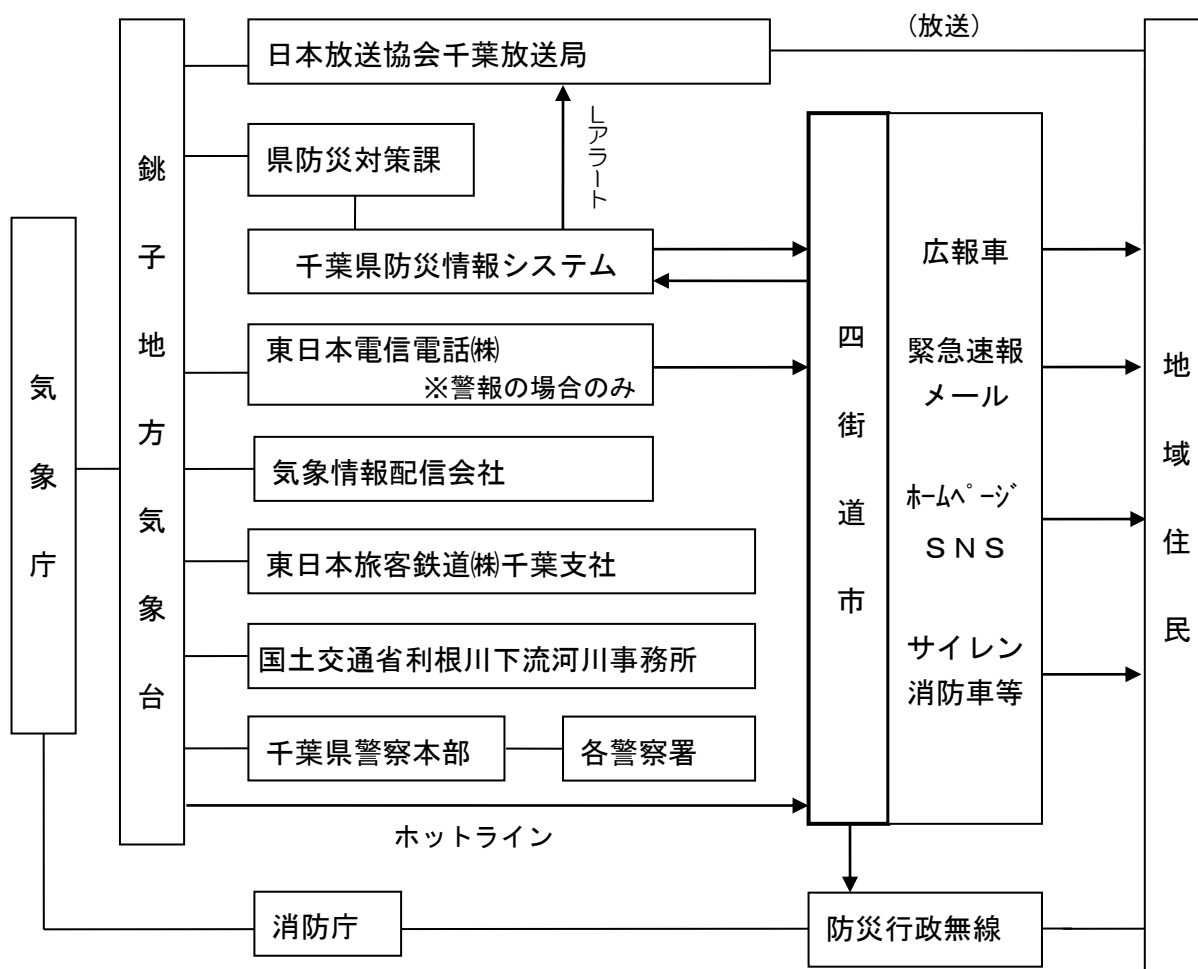 (放送)
日本放送協会千葉放送局
Lアラート
県防災対策課
千葉県防災情報システム
東日本電信電話㈱
※警報の場合のみ
気象情報配信会社
東日本旅客鉄道㈱千葉支社
国土交通省利根川下流河川事務所
千葉県警察本部
各警察署
ホットライン
気象庁
銚子地方気象台
四街道市
広報車
緊急速報
メール
ﾎｰﾑﾍﾟｰｼﾞ
ＳＮＳ
サイレン
消防車等
地域住民
消防庁
防災行政無線